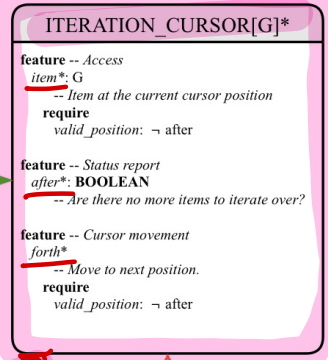 ITERATION_CURSOR[G]*
feature -- Access
item*: G
-- Item at the current cursor position
require
valid_position: ¬ after
feature -- Status report
after*: BOOLEAN
-- Are there no more items to iterate over?
feature -- Cursor movement
forth*
-- Move to next position.
require
valid_position: ¬ after